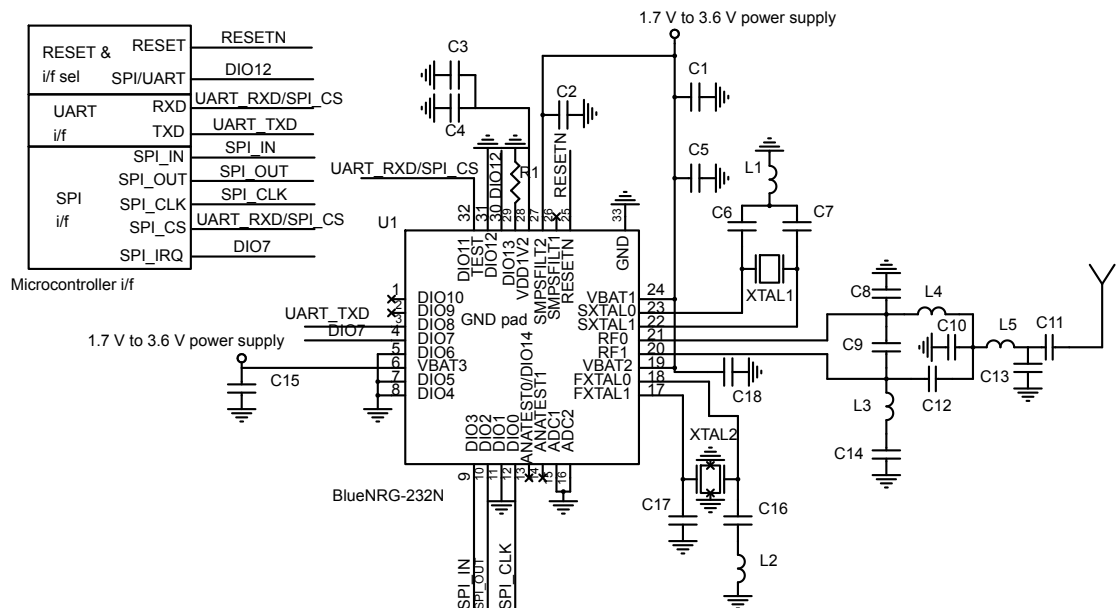 1.7 V to 3.6 V power supply
RESET &
i/f sel
RESET
RESETN
SPI/UART
DIO12
UART
i/f
RXD
UART_RXD/SPI_CS
TXD
UART_TXD
SPI
i/f
SPI_IN
SPI_IN
SPI_OUT
SPI_OUT
SPI_CLK
SPI_CLK
SPI_CS
UART_RXD/SPI_CS
SPI_IRQ
DIO7
Microcontroller i/f
C3
C4
C2
C1
C5
R1
DIO12
RESETN
UART_RXD/SPI_CS
U1
32
31
30
29
28
27
26
25
33
DIO11
TEST
DIO12
DIO13
VDD1V2
SMPSFILT2
SMPSFILT1
RESETN
GND
L1
C6
C7
XTAL1
1
DIO10
2
DIO9
3
DIO8
4
DIO7
5
DIO6
6
VBAT3
7
DIO5
8
DIO4
GND pad
UART_TXD
DIO7
1.7 V to 3.6 V power supply
C15
VBAT1
24
SXTAL0
23
SXTAL1
22
RF0
21
RF1
20
VBAT2
19
FXTAL0
18
FXTAL1
17
C8
L4
C9
C10
L5
C11
C13
C12
L3
C14
C18
XTAL2
C17
C16
L2
DIO3
DIO2
DIO1
DIO0
ANATEST0/DIO14
ANATEST1
ADC1
ADC2
9
10
11
12
13
14
15
16
BlueNRG-232N
SPI_IN
SPI_OUT
SPI_CLK